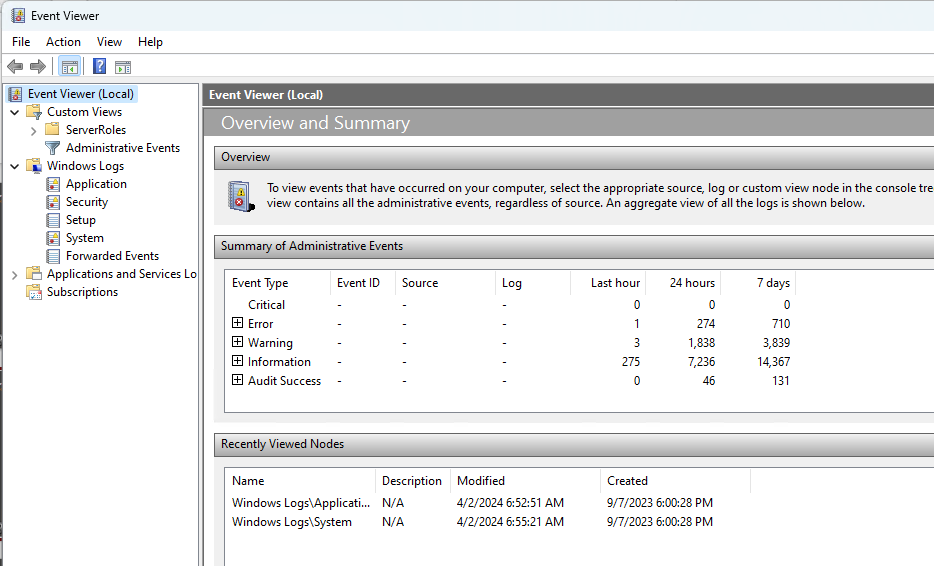 Event Viewer
File Action View Help
Event Viewer (Local)
Custom Views
ServerRoles
Administrative Events
Windows Logs
Application
Security
Setup
System
Forwarded Events
Applications and Services Lo
Subscriptions
Event Viewer (Local)
Overview and Summary
Overview
To view events that have occurred on your computer, select the appropriate source, log or custom view node in the console tre
view contains all the administrative events, regardless of source. An aggregate view of all the logs is shown below.
Summary of Administrative Events
Event Type Event ID Source Log Last hour 24 hours 7 days
Critical - - - 0 0 0
Error - - - 1 274 710
Warning - - - 3 1,838 3,839
Information - - - 275 7,236 14,367
Audit Success - - - 0 46 131
Recently Viewed Nodes
Name Description Modified Created
Windows Logs\Applicati... N/A 4/2/2024 6:52:51 AM 9/7/2023 6:00:28 PM
Windows Logs\System N/A 4/2/2024 6:55:21 AM 9/7/2023 6:00:28 PM